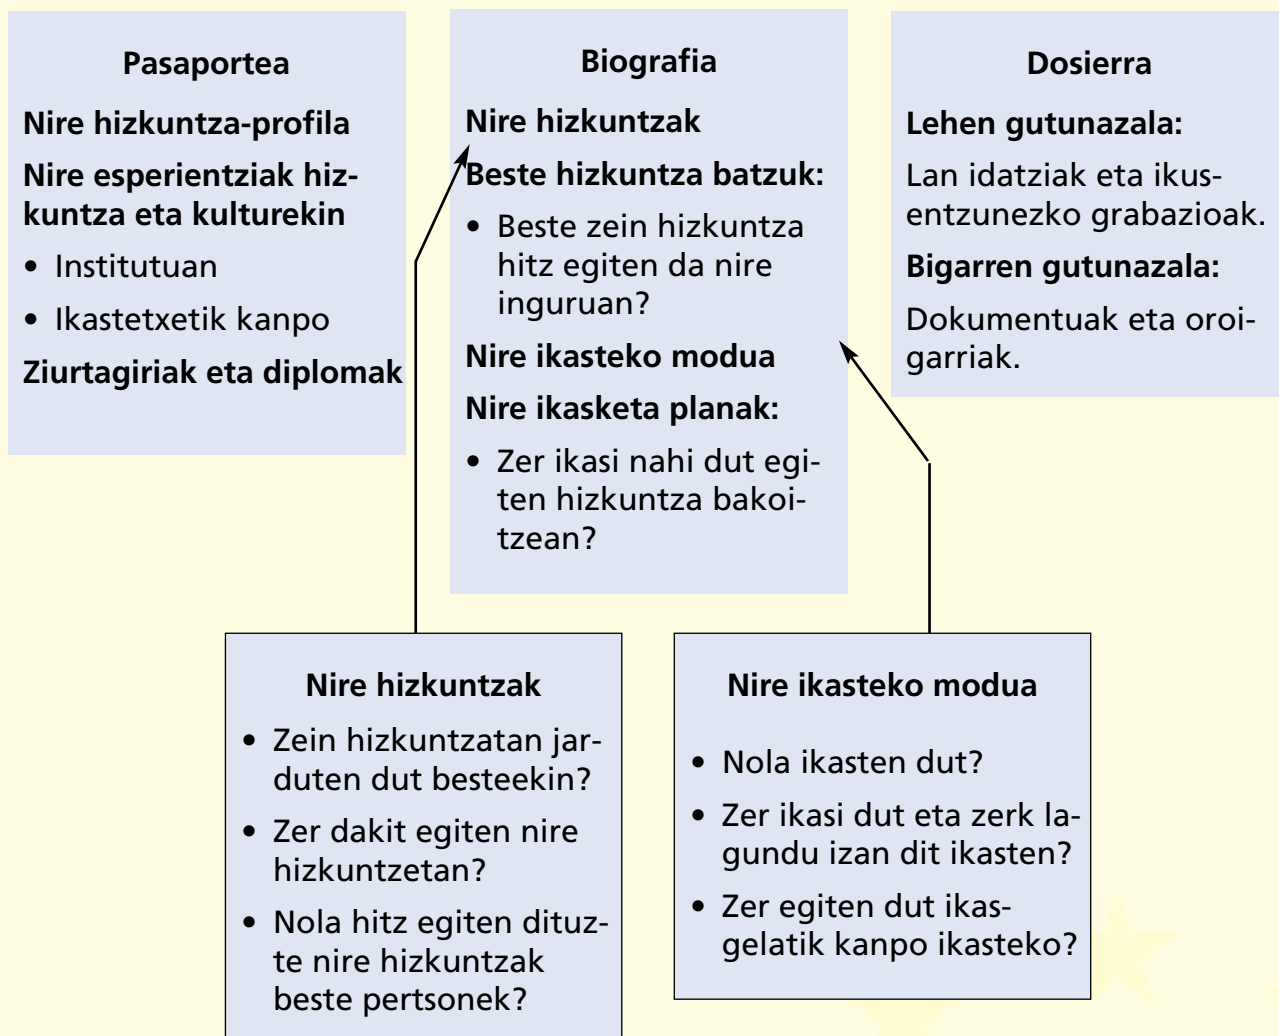 Pasaportea
Nire hizkuntza-profila
Nire esperientziak hiz-
kuntza eta kulturekin
• Institutuan
• Ikastetxetik kanpo
Ziurtagiriak eta diplomak
Biografia
Nire hizkuntzak
Beste hizkuntza batzuk:
• Beste zein hizkuntza
hitz egiten da nire
inguruan?
Nire ikasteko modua
Nire ikasketa planak:
• Zer ikasi nahi dut egi-
ten hizkuntza bakoi-
tzean?
Dosierra
Lehen gutunazala:
Lan idatziak eta ikus-
entzunezko grabazioak.
Bigarren gutunazala:
Dokumentuak eta oroi-
garriak.
Nire hizkuntzak
• Zein hizkuntzatan jar-
duten dut besteekin?
• Zer dakit egiten nire
hizkuntzetan?
• Nola hitz egiten dituz-
te nire hizkuntzak
beste pertsonek?
Nire ikasteko modua
• Nola ikasten dut?
• Zer ikasi dut eta zerk la-
gundu izan dit ikasten?
• Zer egiten dut ikas-
gelatik kanpo ikasteko?